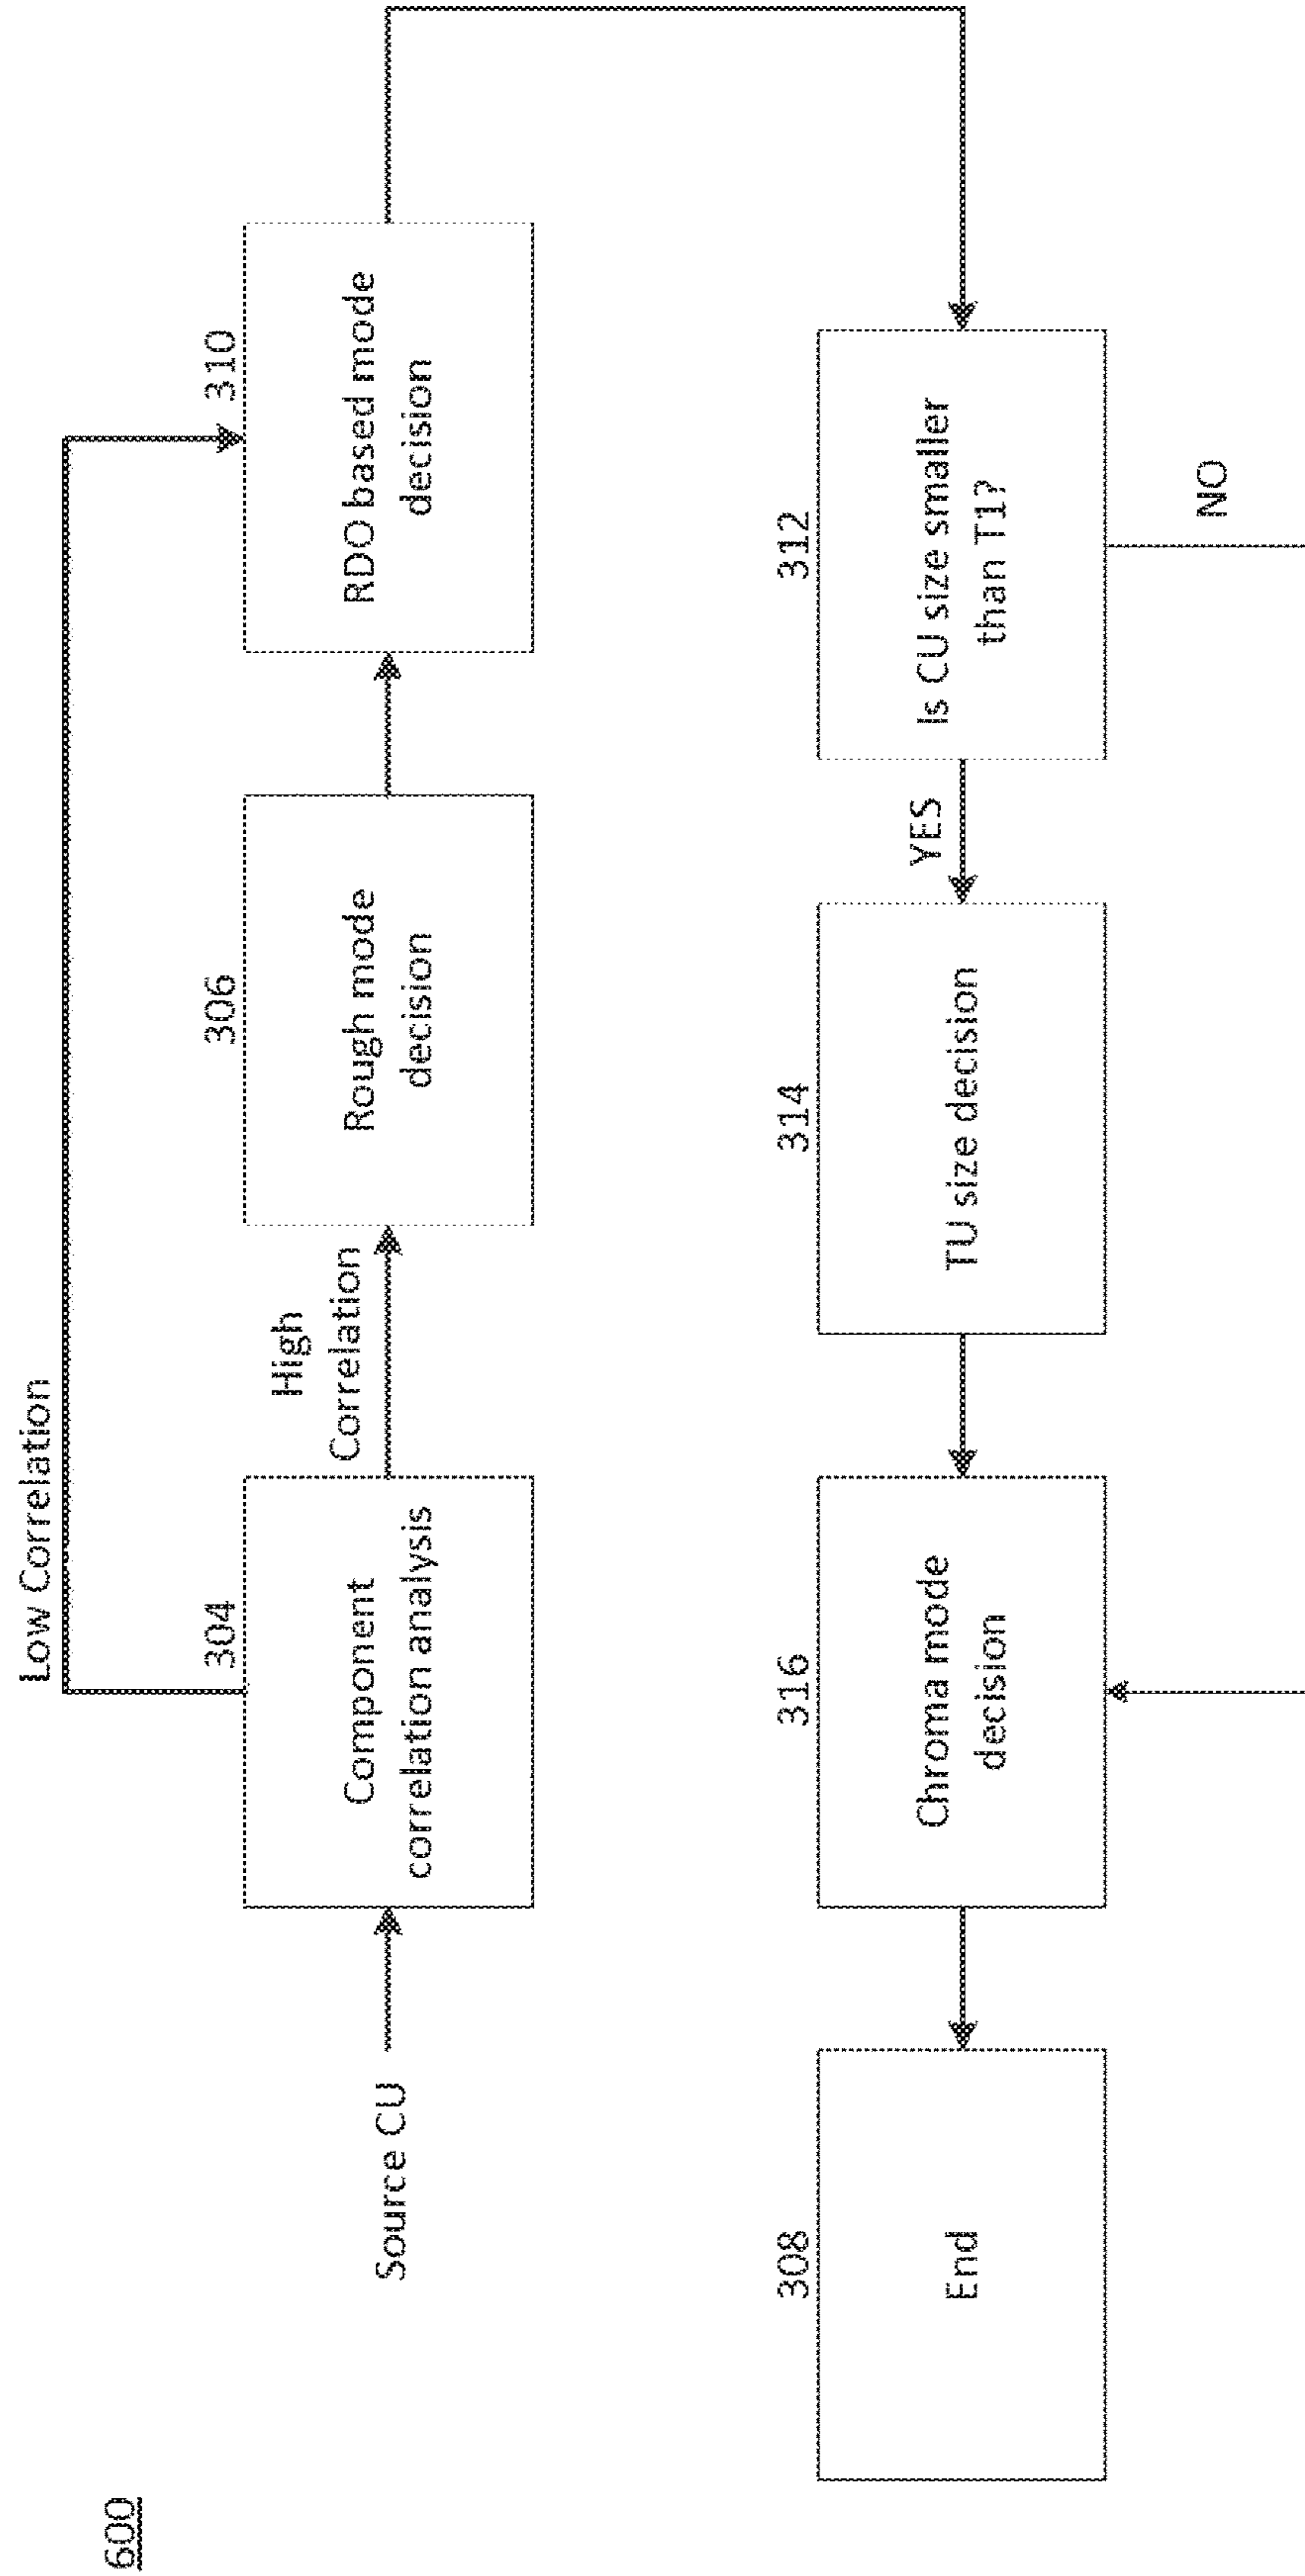 600
Low Correlation
Source CU
304
Component
correlation analysis
High
Correlation
306
Rough mode
decision
310
RDO based mode
decision
308
End
316
Chroma mode
decision
314
TU size decision
YES
312
Is CU size smaller
than T1?
NO